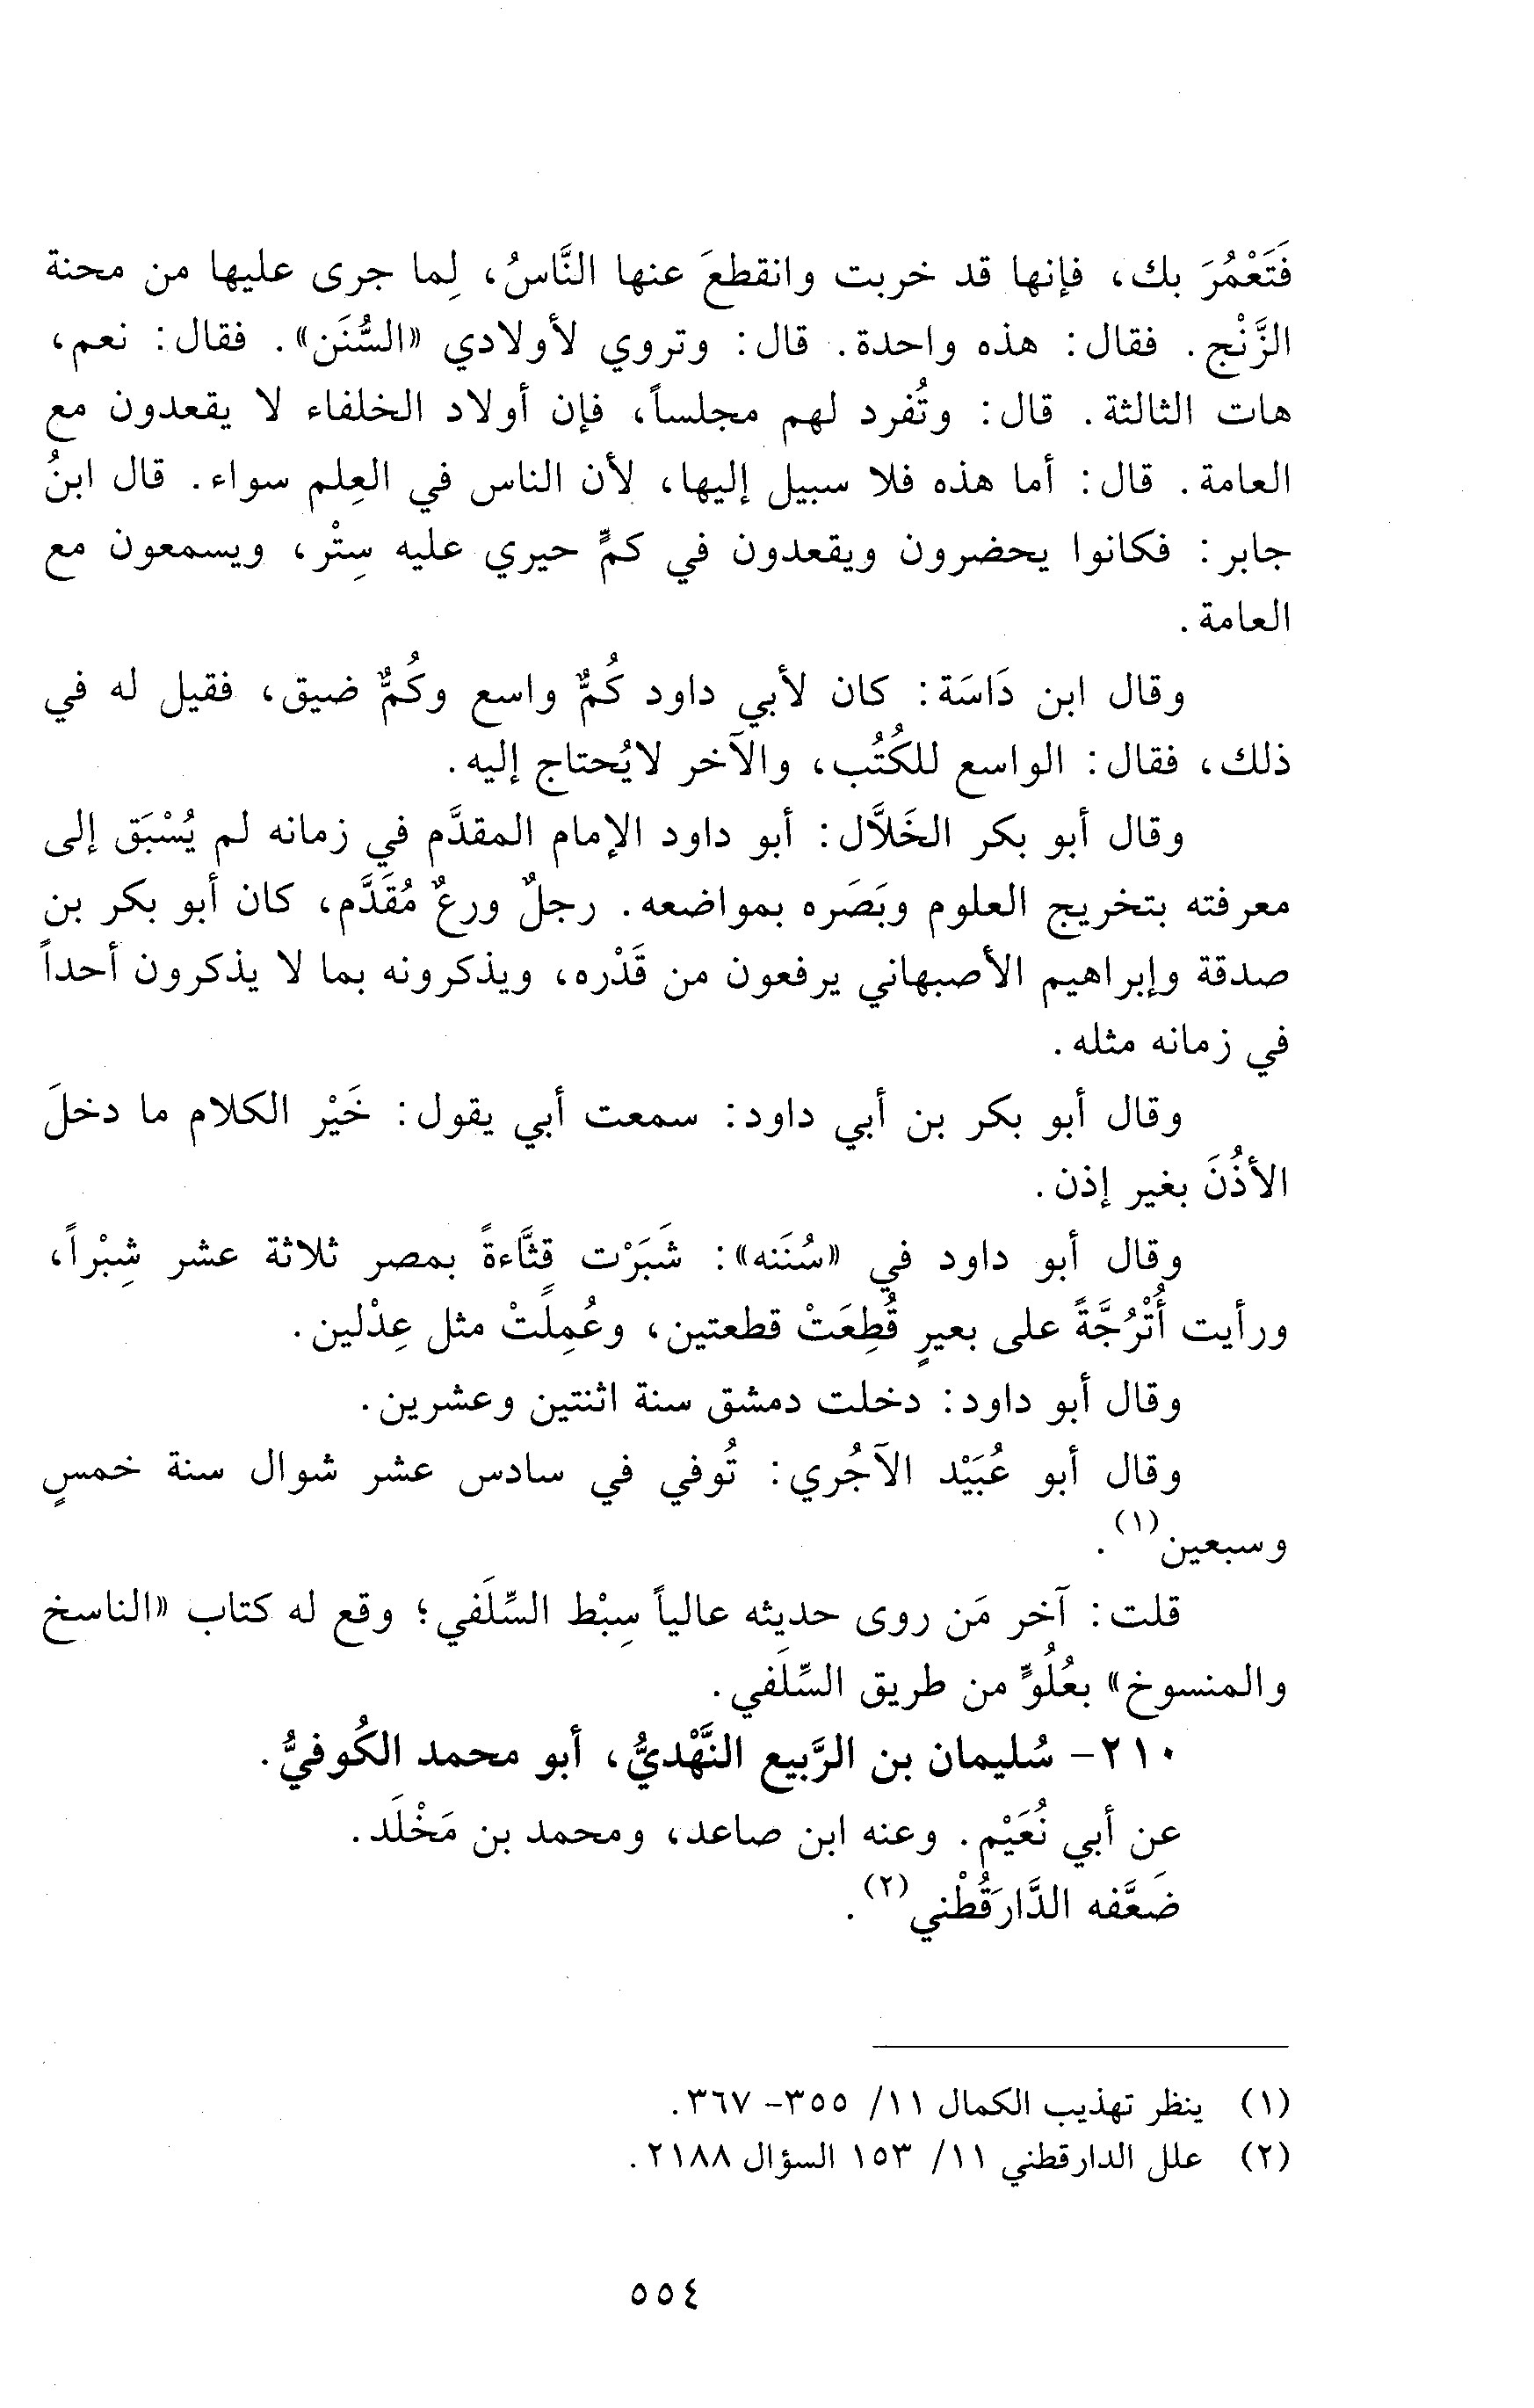 فَتَعْمُرَ بك، فإنها قد خربت وانقطعَ عنها النَّاسُ، لِما جرى عليها من محنة
الزَّنْج. فقال: هذه واحدة. قال: وتروي لأولادي «السُّنَن». فقال: نعم،
هات الثالثة. قال: وتُفرد لهم مجلساً، فإن أولاد الخلفاء لا يقعدون مع
العامة. قال: أما هذه فلا سبيل إليها، لأن الناس في العِلم سواء. قال ابنُ
جابر: فكانوا يحضرون ويقعدون في كمٍّ حيري عليه سِتْر، ويسمعون مع
العامة.
وقال ابن دَاسَة: كان لأبي داود كُمٌّ واسع وكُمٌّ ضيق، فقيل له في
ذلك، فقال: الواسع للكُتُب، والآخر لايُحتاج إليه.
وقال أبو بكر الخَلَّال: أبو داود الإمام المقدَّم في زمانه لم يُسْبَق إلى
معرفته بتخريج العلوم وبَصَره بمواضعه. رجلٌ ورعٌ مُقَدَّم، كان أبو بكر بن
صدقة وإبراهيم الأصبهاني يرفعون من قَدْره، ويذكرونه بما لا يذكرون أحداً
في زمانه مثله.
وقال أبو بكر بن أبي داود: سمعت أبي يقول: خَيْر الكلام ما دخلَ
الأذُنَ بغير إذن.
وقال أبو داود في «سُنَنه»: شَبَرْت قِثَّاءةً بمصر ثلاثة عشر شِبْراً،
ورأيت أُتْرُجَّةً على بعيرٍ قُطِعَتْ قطعتين، وعُمِلَتْ مثل عِدْلين.
وقال أبو داود: دخلت دمشق سنة اثنتين وعشرين.
وقال أبو عُبَيْد الآجُري: تُوفي في سادس عشر شوال سنة خمسٍ
وسبعين(١).
قلت: آخر مَن روى حديثه عالياً سِبْط السِّلَفي؛ وقع له كتاب «الناسخ
والمنسوخ» بعُلُوٍّ من طريق السِّلَفي.
٢١٠- سُليمان بن الرَّبيع النَّهْديُّ، أبو محمد الكُوفيُّ.
عن أبي نُعَيْم. وعنه ابن صاعد، ومحمد بن مَخْلَد.
ضَعَّفه الدَّارَقُطْني(٢).
(١) ينظر تهذيب الكمال ١١/ ٣٥٥- ٣٦٧.
(٢) علل الدارقطني ١١/ ١٥٣ السؤال ٢١٨٨.
٥٥٤